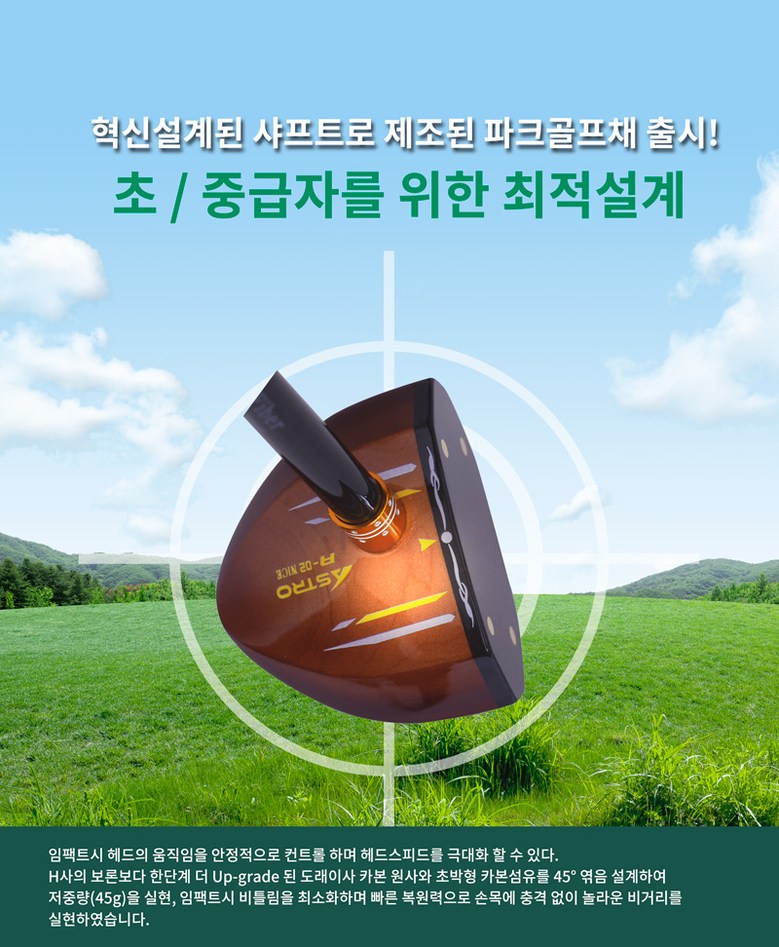 혁신설계된 샤프트로 제조된 파크골프채 출시!
초 / 중급자를 위한 최적설계
ASTRO
A-02 NICE
임팩트시 헤드의 움직임을 안정적으로 컨트롤 하며 헤드스피드를 극대화 할 수 있다.
H사의 보론보다 한단계 더 Up-grade 된 도래이사 카본 원사와 초박형 카본섬유를 45° 엮음 설계하여
저중량(45g)을 실현, 임팩트시 비틀림을 최소화하며 빠른 복원력으로 손목에 충격 없이 놀라운 비거리를
실현하였습니다.